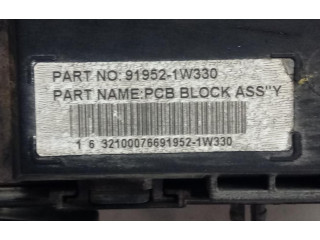 PART NO: 91952-1W330
PART NAME:PCB BLOCK ASS"Y
1 6 32100076691952-1W330